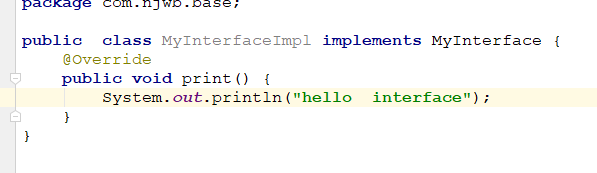 package com.njwb.base;
public  class MyInterfaceImpl implements MyInterface {
    @Override
    public void print() {
        System.out.println("hello  interface");
    }
}